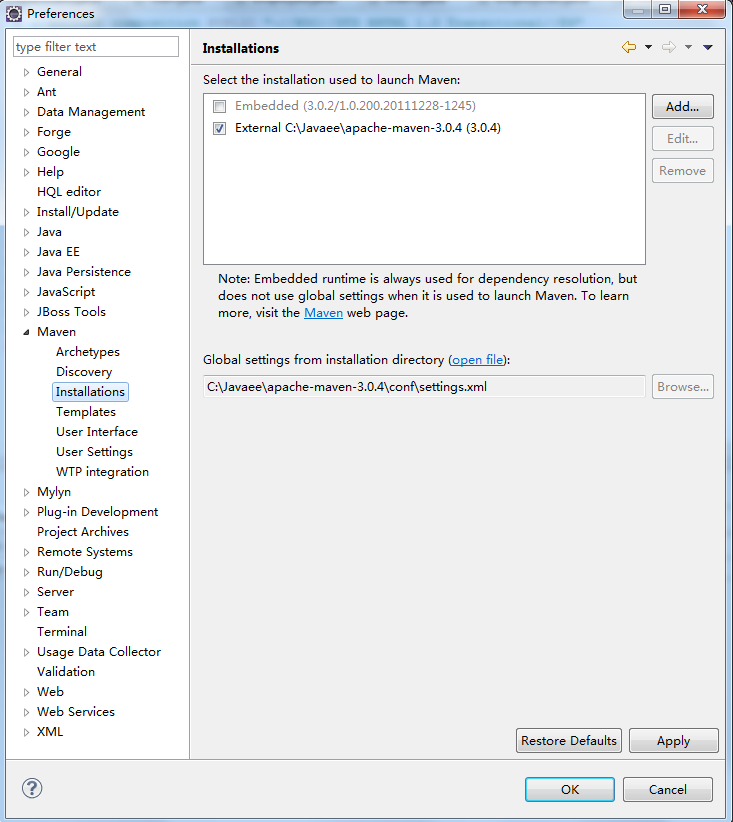 Preferences
type filter text
General
Ant
Data Management
Forge
Google
Help
HQL editor
Install/Update
Java
Java EE
Java Persistence
JavaScript
JBoss Tools
Maven
Archetypes
Discovery
Installations
Templates
User Interface
User Settings
WTP integration
Mylyn
Plug-in Development
Project Archives
Remote Systems
Run/Debug
Server
Team
Terminal
Usage Data Collector
Validation
Web
Web Services
XML
Installations
Select the installation used to launch Maven:
Embedded (3.0.2/1.0.200.20111228-1245)
External C:\Javaee\apache-maven-3.0.4 (3.0.4)
Add...
Edit...
Remove
Note: Embedded runtime is always used for dependency resolution, but
does not use global settings when it is used to launch Maven. To learn
more, visit the Maven web page.
Global settings from installation directory (open file):
C:\Javaee\apache-maven-3.0.4\conf\settings.xml
Browse...
Restore Defaults
Apply
?
OK
Cancel